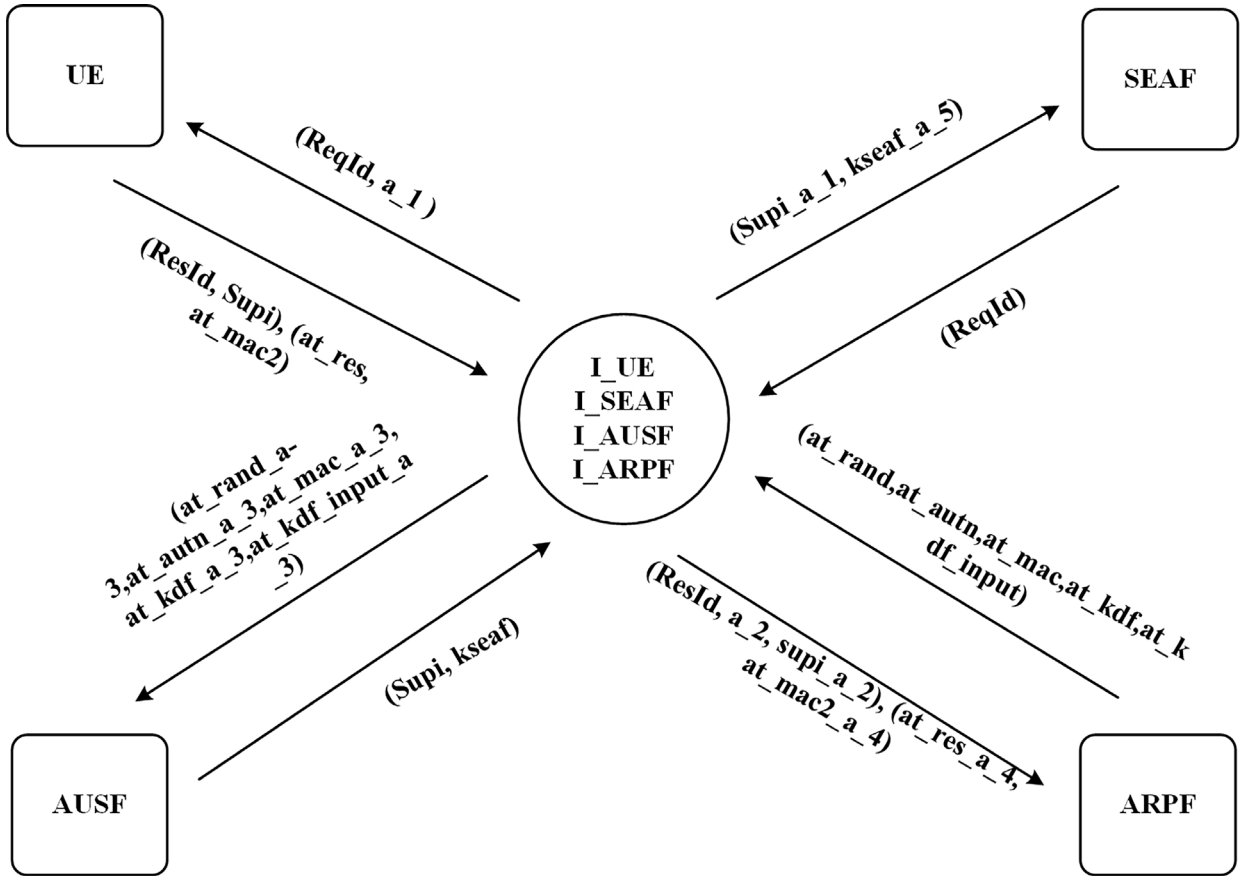 UE
SEAF
(ReqId, a_1 )
(Supi_a_1, kseaf_a_5)
(ResId, Supi), (at_res,
at_mac2)
(ReqId)
I_UE
I_SEAF
I_AUSF
I_ARPF
(at_rand_a-
3,at_autn_a_3,at_mac_a_3,
at_kdf_a_3,at_kdf_input_a
_3)
(at_rand,at_autn,at_mac,at_kdf,at_k
df_input)
(Supi, kseaf)
(ResId, a_2, supi_a_2), (at_res_a_4,
at_mac2_a_4)
AUSF
ARPF